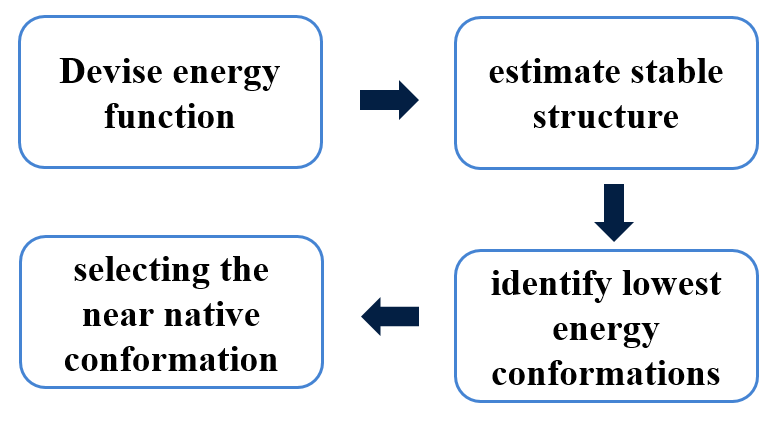 Devise energy
function
estimate stable
structure
identify lowest
energy
conformations
selecting the
near native
conformation